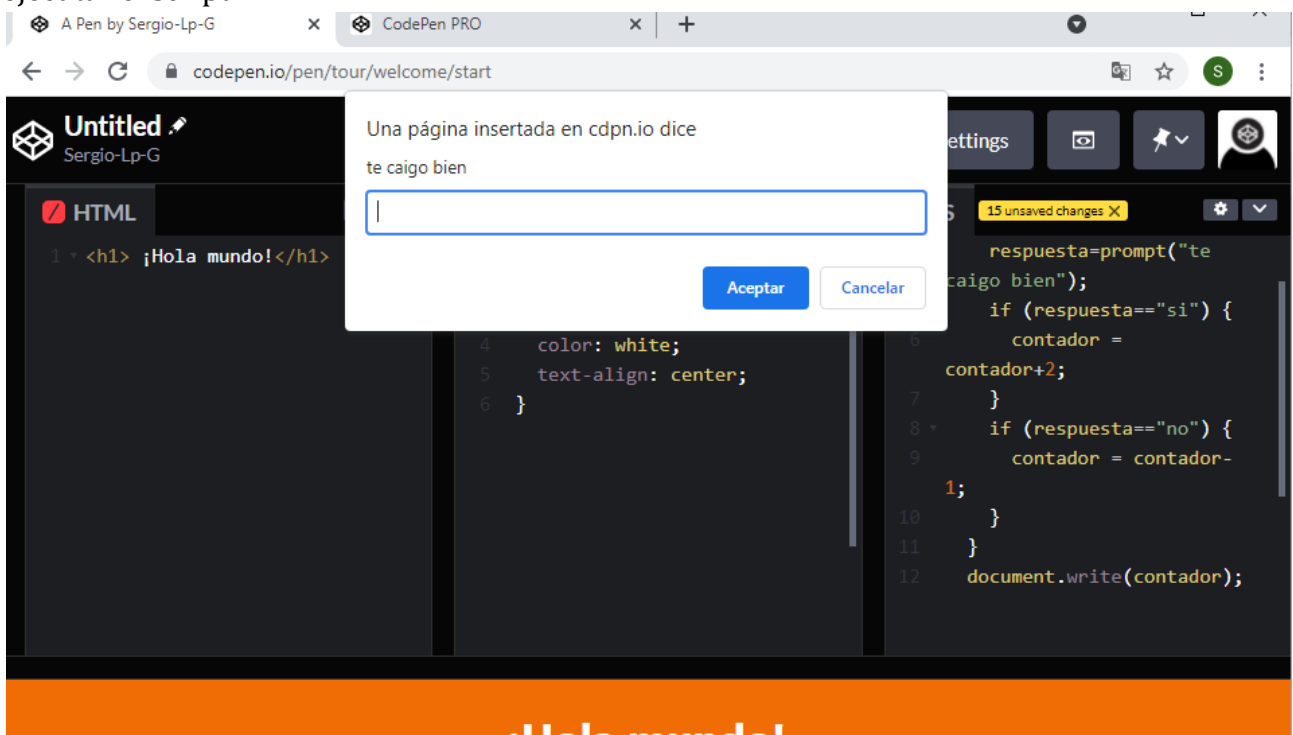 A Pen by Sergio-Lp-G
CodePen PRO
codepen.io/pen/tour/welcome/start
S
Untitled
Sergio-Lp-G
ettings
Una página insertada en cdpn.io dice
te caigo bien
Aceptar
Cancelar
HTML
1 <h1> ¡Hola mundo!</h1>
4 color: white;
5 text-align: center;
6 }
S
15 unsaved changes X
respuesta=prompt("te
caigo bien");
if (respuesta=="si") {
6 contador =
contador+2;
7 }
8 if (respuesta=="no") {
9 contador = contador-
1;
10 }
11 }
12 document.write(contador);
¡Hola mundo!